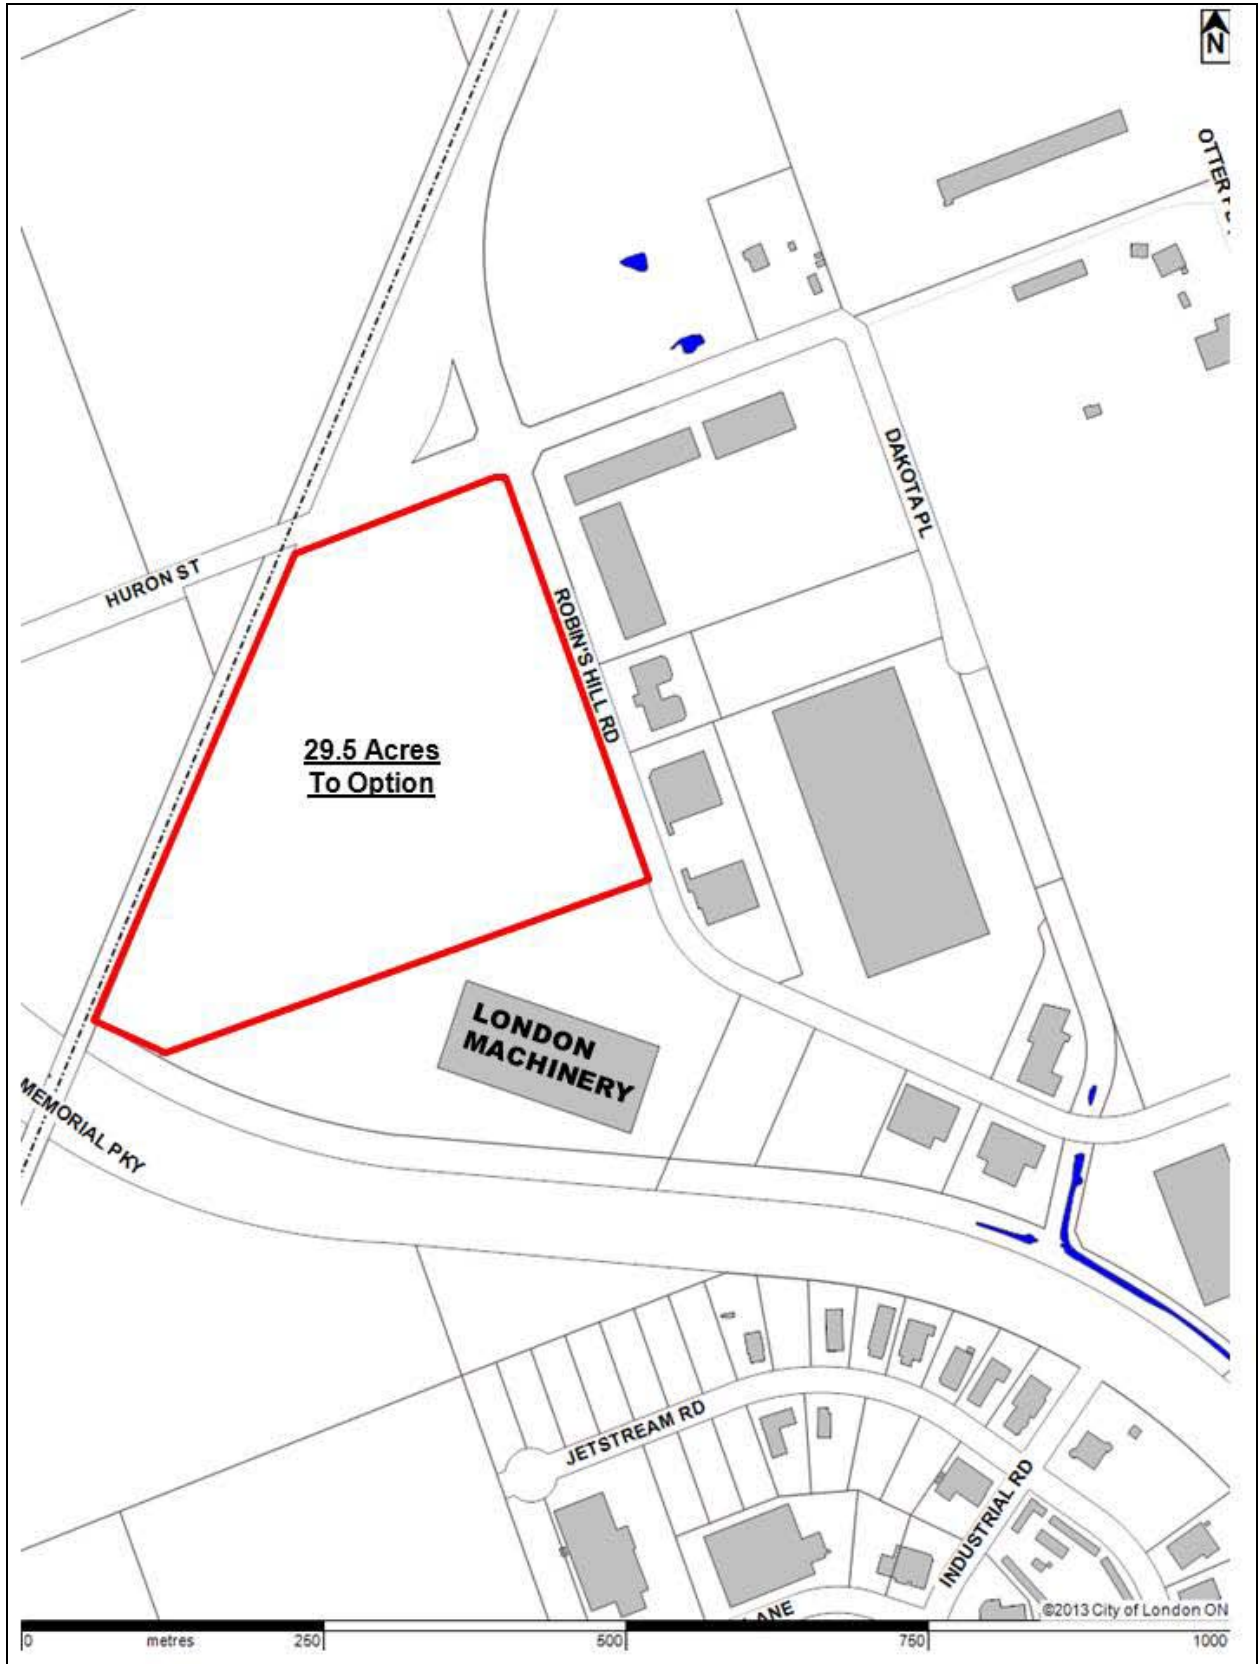 N
OTTER
DAKOTA PL
HURON ST
ROBIN'S HILL RD
29.5 Acres
To Option
LONDON
MACHINERY
MEMORIAL PKY
JETSTREAM RD
INDUSTRIAL RD
ANE
©2013 City of London ON
0 metres 250 500 750 1000